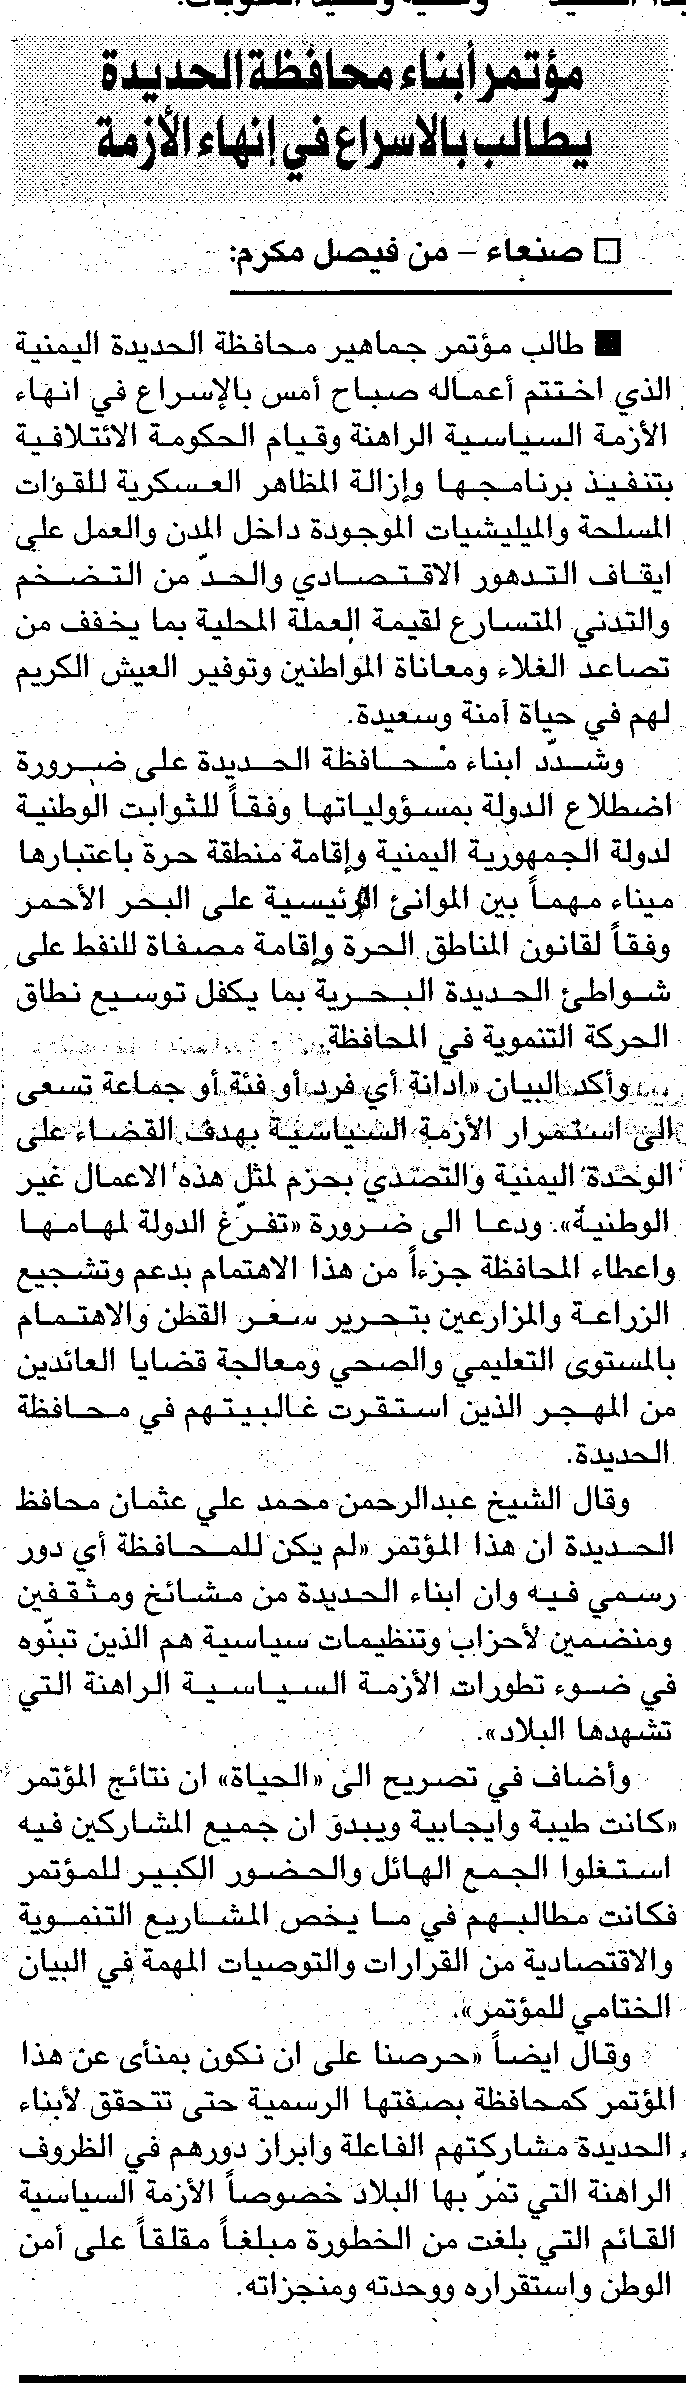 مؤتمر أبناء محافظة الحديدة
يطالب بالاسراع في إنهاء الأزمة
□ صنعاء - من فيصل مكرم:
■ طالب مؤتمر جماهير محافظة الحديدة اليمنية
الذي اختتم أعماله صباح أمس بالإسراع في انهاء
الأزمة السياسية الراهنة وقيام الحكومة الائتلافية
بتنفيذ برنامجها وإزالة المظاهر العسكرية للقوات
المسلحة والميليشيات الموجودة داخل المدن والعمل علي
ايقاف التدهور الاقتصادي والحدّ من التضخم
والتدني المتسارع لقيمة العملة المحلية بما يخفف من
تصاعد الغلاء ومعاناة المواطنين وتوفير العيش الكريم
لهم في حياة آمنة وسعيدة.
وشدّد ابناء محافظة الحديدة على ضرورة
اضطلاع الدولة بمسؤولياتها وفقاً للثوابت الوطنية
لدولة الجمهورية اليمنية وإقامة منطقة حرة باعتبارها
ميناء مهماً بين الموانئ الرئيسية على البحر الأحمر
وفقاً لقانون المناطق الحرة وإقامة مصفاة للنفط على
شواطئ الحديدة البحرية بما يكفل توسيع نطاق
الحركة التنموية في المحافظة.
وأكد البيان «إدانة أي فرد أو فئة أو جماعة تسعى
الى استمرار الأزمة السياسية بهدف القضاء على
الوحدة اليمنية والتصدي بحزم لمثل هذه الاعمال غير
الوطنية». ودعا الى ضرورة «تفرّغ الدولة لمهامها
واعطاء المحافظة جزءاً من هذا الاهتمام بدعم وتشجيع
الزراعة والمزارعين بتحرير سعر القطن والاهتمام
بالمستوى التعليمي والصحي ومعالجة قضايا العائدين
من المهجر الذين استقرت غالبيتهم في محافظة
الحديدة.
وقال الشيخ عبدالرحمن محمد علي عثمان محافظ
الحديدة ان هذا المؤتمر «لم يكن للمحافظة أي دور
رسمي فيه وان ابناء الحديدة من مشائخ ومثقفين
ومنضمين لأحزاب وتنظيمات سياسية هم الذين تبنّوه
في ضوء تطورات الأزمة السياسية الراهنة التي
تشهدها البلاد».
وأضاف في تصريح الى «الحياة» ان نتائج المؤتمر
«كانت طيبة وايجابية ويبدو ان جميع المشاركين فيه
استغلوا الجمع الهائل والحضور الكبير للمؤتمر
فكانت مطالبهم في ما يخص المشاريع التنموية
والاقتصادية من القرارات والتوصيات المهمة في البيان
الختامي للمؤتمر».
وقال ايضاً «حرصنا على ان نكون بمنأى عن هذا
المؤتمر كمحافظة بصفتها الرسمية حتى تتحقق لأبناء
الحديدة مشاركتهم الفاعلة وابراز دورهم في الظروف
الراهنة التي تمرّ بها البلاد خصوصاً الأزمة السياسية
القائم التي بلغت من الخطورة مبلغاً مقلقاً على أمن
الوطن واستقراره ووحدته ومنجزاته.